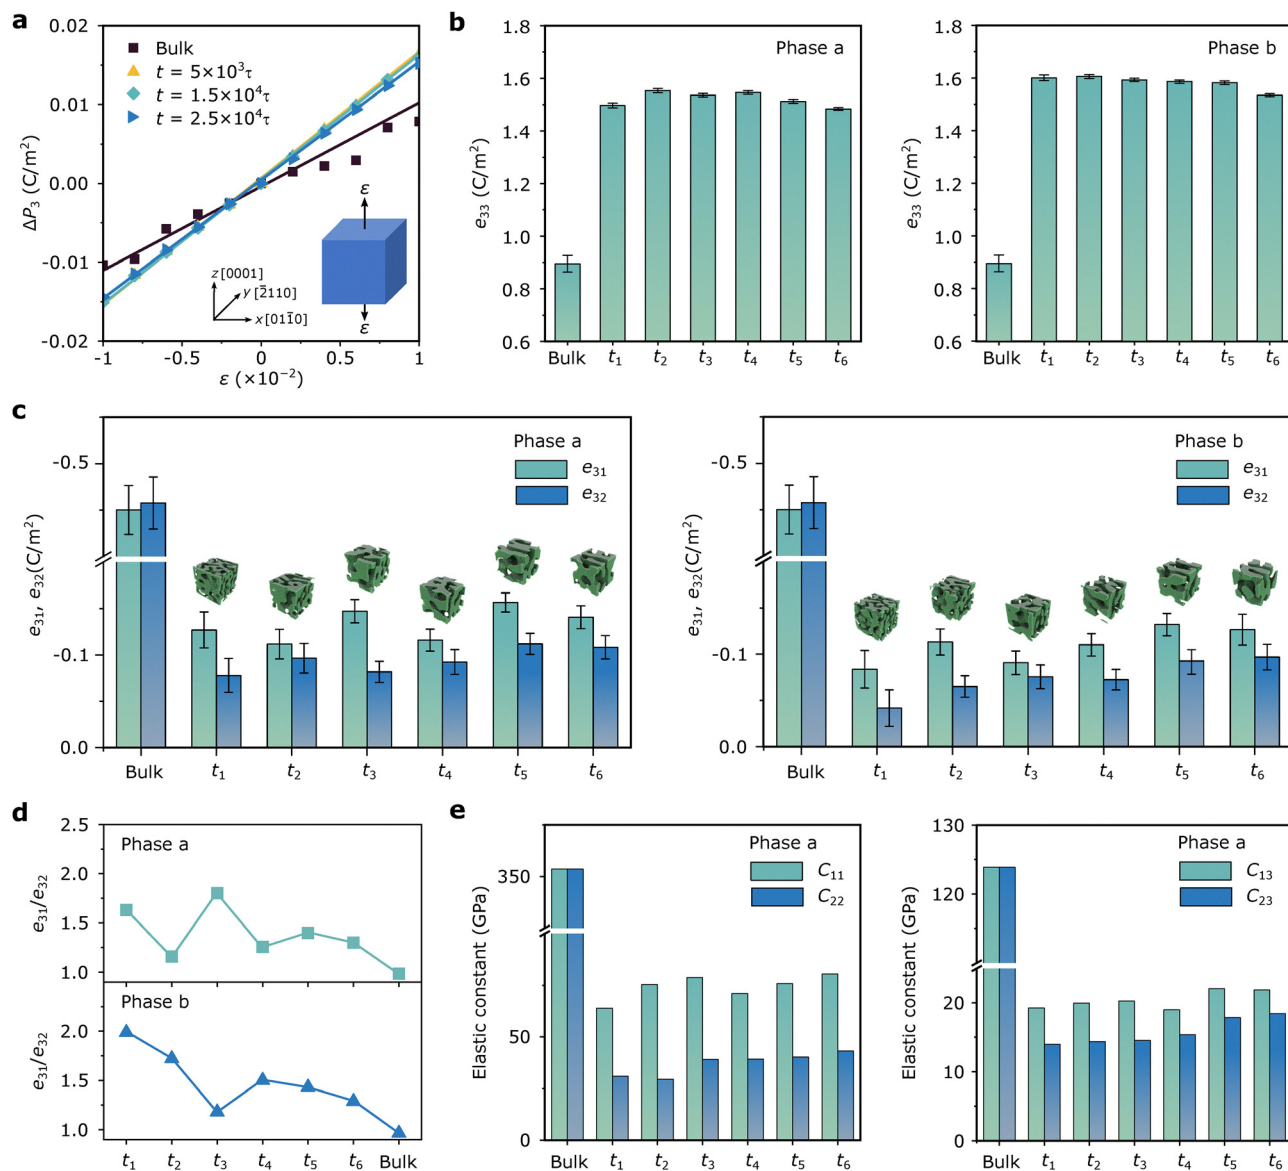 a
0.02
0.01
0.00
-0.01
-0.02
ΔP₃ (C/m²)
Bulk
t = 5×10³τ
t = 1.5×10⁴τ
t = 2.5×10⁴τ
ε
ε
z [0001]
y [2̄110]
x [011̄0]
-1
-0.5
0
0.5
1
ε (×10⁻²)
b
1.8
1.6
1.4
1.2
1.0
0.8
0.6
e₃₃ (C/m²)
Phase a
Bulk t₁ t₂ t₃ t₄ t₅ t₆
1.8
1.6
1.4
1.2
1.0
0.8
0.6
e₃₃ (C/m²)
Phase b
Bulk t₁ t₂ t₃ t₄ t₅ t₆
c
-0.5
-0.1
0.0
e₃₁, e₃₂(C/m²)
Phase a
e₃₁
e₃₂
Bulk t₁ t₂ t₃ t₄ t₅ t₆
-0.5
-0.1
0.0
e₃₁, e₃₂(C/m²)
Phase b
e₃₁
e₃₂
Bulk t₁ t₂ t₃ t₄ t₅ t₆
d
2.5
2.0
1.5
1.0
e₃₁/e₃₂
Phase a
2.0
1.5
1.0
e₃₁/e₃₂
Phase b
t₁ t₂ t₃ t₄ t₅ t₆ Bulk
e
350
50
0
Elastic constant (GPa)
Phase a
C₁₁
C₂₂
Bulk t₁ t₂ t₃ t₄ t₅ t₆
130
120
20
10
0
Elastic constant (GPa)
Phase a
C₁₃
C₂₃
Bulk t₁ t₂ t₃ t₄ t₅ t₆